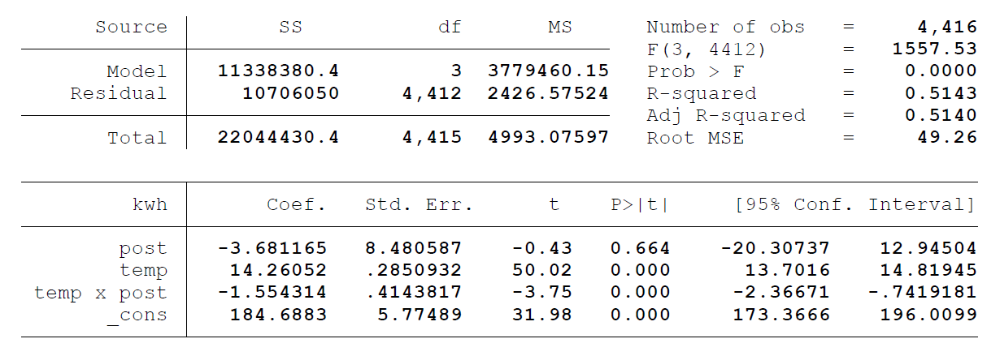 Source SS df MS Number of obs = 4,416
F(3, 4412) = 1557.53
Model 11338380.4 3 3779460.15 Prob > F = 0.0000
Residual 10706050 4,412 2426.57524 R-squared = 0.5143
Adj R-squared = 0.5140
Total 22044430.4 4,415 4993.07597 Root MSE = 49.26
kwh Coef. Std. Err. t P>|t| [95% Conf. Interval]
post -3.681165 8.480587 -0.43 0.664 -20.30737 12.94504
temp 14.26052 .2850932 50.02 0.000 13.7016 14.81945
temp x post -1.554314 .4143817 -3.75 0.000 -2.36671 -.7419181
_cons 184.6883 5.77489 31.98 0.000 173.3666 196.0099